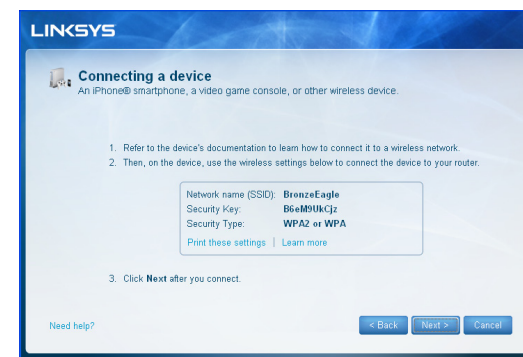 LINKSYS
Connecting a device
An iPhone® smartphone, a video game console, or other wireless device.
1. Refer to the device's documentation to learn how to connect it to a wireless network.
2. Then, on the device, use the wireless settings below to connect the device to your router.
Network name (SSID): BronzeEagle
Security Key: B6eM9UkCjz
Security Type: WPA2 or WPA
Print these settings | Learn more
3. Click Next after you connect.
Need help? < Back Next > Cancel